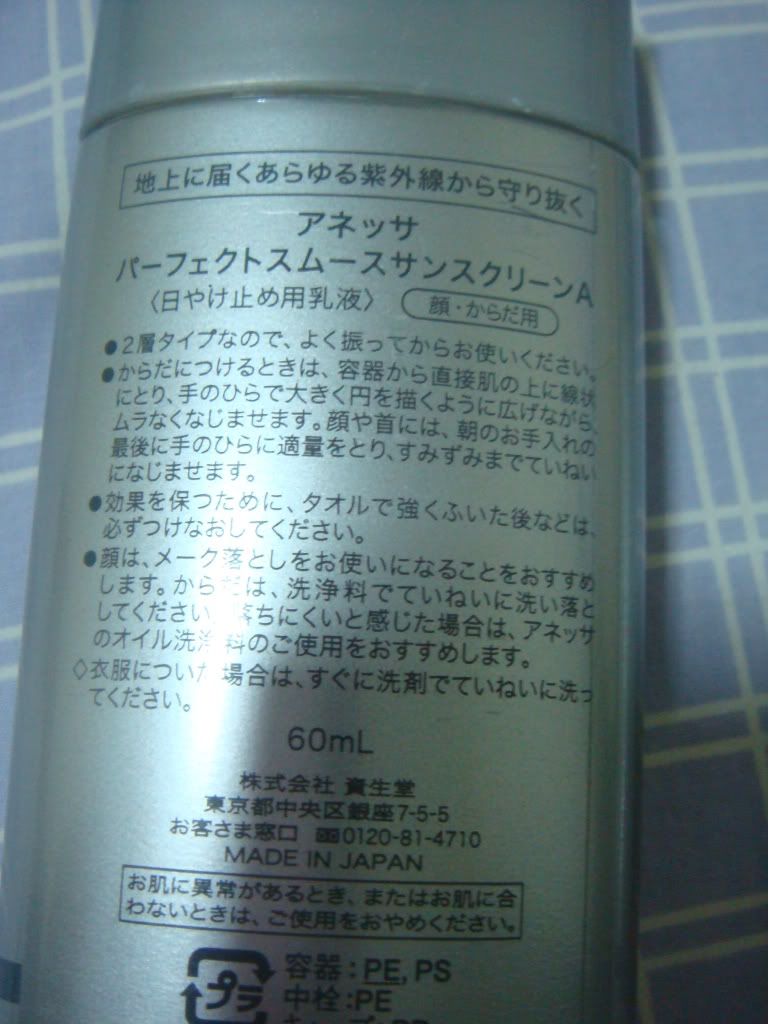 地上に届くあらゆる紫外線から守り抜く
アネッサ
パーフェクトスムースサンスクリーンA
〈日やけ止め用乳液〉 顔・からだ用
●2層タイプなので、よく振ってからお使いください。
●からだにつけるときは、容器から直接肌の上に線状
にとり、手のひらで大きく円を描くように広げながら、
ムラなくなじませます。顔や首には、朝のお手入れの
最後に手のひらに適量をとり、すみずみまでていねい
になじませます。
●効果を保つために、タオルで強くふいた後などは、
必ずつけなおしてください。
●顔は、メーク落としをお使いになることをおすすめ
します。からだは、洗浄料でていねいに洗い落と
してください。落ちにくいと感じた場合は、アネッサ
のオイル洗浄料のご使用をおすすめします。
◇衣服についた場合は、すぐに洗剤でていねいに洗っ
てください。
60mL
株式会社 資生堂
東京都中央区銀座7-5-5
お客さま窓口 0120-81-4710
MADE IN JAPAN
お肌に異常があるとき、またはお肌に合
わないときは、ご使用をおやめください。
プラ 容器:PE, PS
中栓:PE